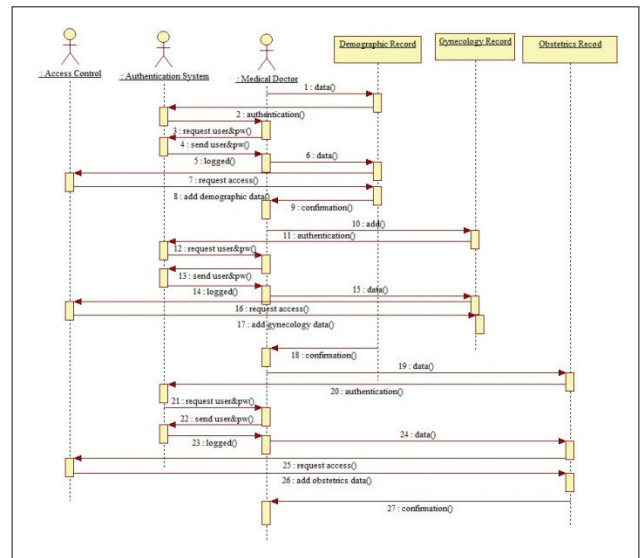 Demographic Record
Gynecology Record
Obstetrics Recod
: Access Control
: Authentication System
: Medical Doctor
1 : data()
2 : authentication()
3 : request user&pw()
4 : send user&pw()
5 : logged()
6 : data()
7 : request access()
8 : add demographic data()
9 : confirmation()
10 : add()
11 : authentication()
12 : request user&pw()
13 : send user&pw()
14 : logged()
15 : data()
16 : request access()
17 : add gynecology data()
18 : confirmation()
19 : data()
20 : authentication()
21 : request user&pw()
22 : send user&pw()
23 : logged()
24 : data()
25 : request access()
26 : add obstetrics data()
27 : confirmation()